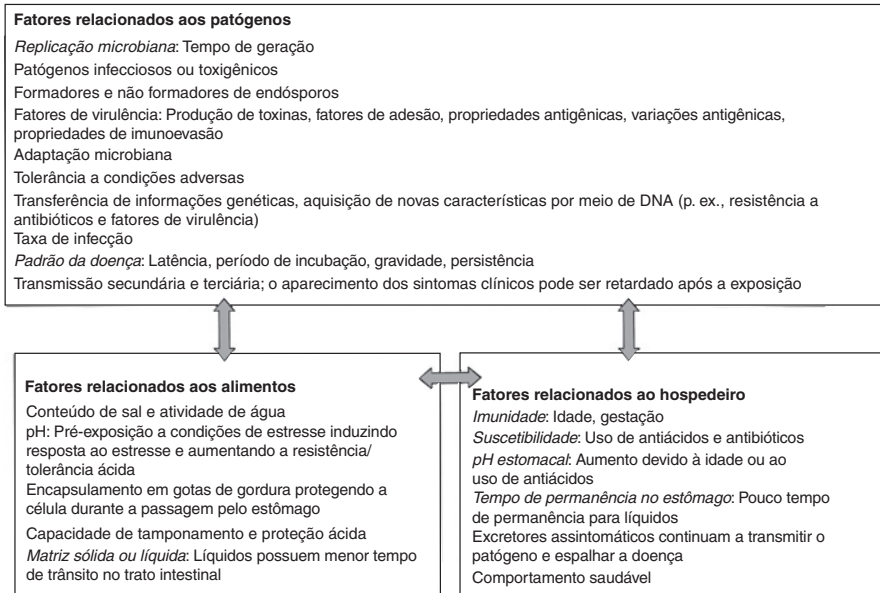 Fatores relacionados aos patógenos
Replicação microbiana: Tempo de geração
Patógenos infecciosos ou toxigênicos
Formadores e não formadores de endósporos
Fatores de virulência: Produção de toxinas, fatores de adesão, propriedades antigênicas, variações antigênicas,
propriedades de imunoevasão
Adaptação microbiana
Tolerância a condições adversas
Transferência de informações genéticas, aquisição de novas características por meio de DNA (p. ex., resistência a
antibióticos e fatores de virulência)
Taxa de infecção
Padrão da doença: Latência, período de incubação, gravidade, persistência
Transmissão secundária e terciária; o aparecimento dos sintomas clínicos pode ser retardado após a exposição
Fatores relacionados aos alimentos
Conteúdo de sal e atividade de água
pH: Pré-exposição a condições de estresse induzindo
resposta ao estresse e aumentando a resistência/
tolerância ácida
Encapsulamento em gotas de gordura protegendo a
célula durante a passagem pelo estômago
Capacidade de tamponamento e proteção ácida
Matriz sólida ou líquida: Líquidos possuem menor tempo
de trânsito no trato intestinal
Fatores relacionados ao hospedeiro
Imunidade: Idade, gestação
Suscetibilidade: Uso de antiácidos e antibióticos
pH estomacal: Aumento devido à idade ou ao
uso de antiácidos
Tempo de permanência no estômago: Pouco tempo
de permanência para líquidos
Excretores assintomáticos continuam a transmitir o
patógeno e espalhar a doença
Comportamento saudável